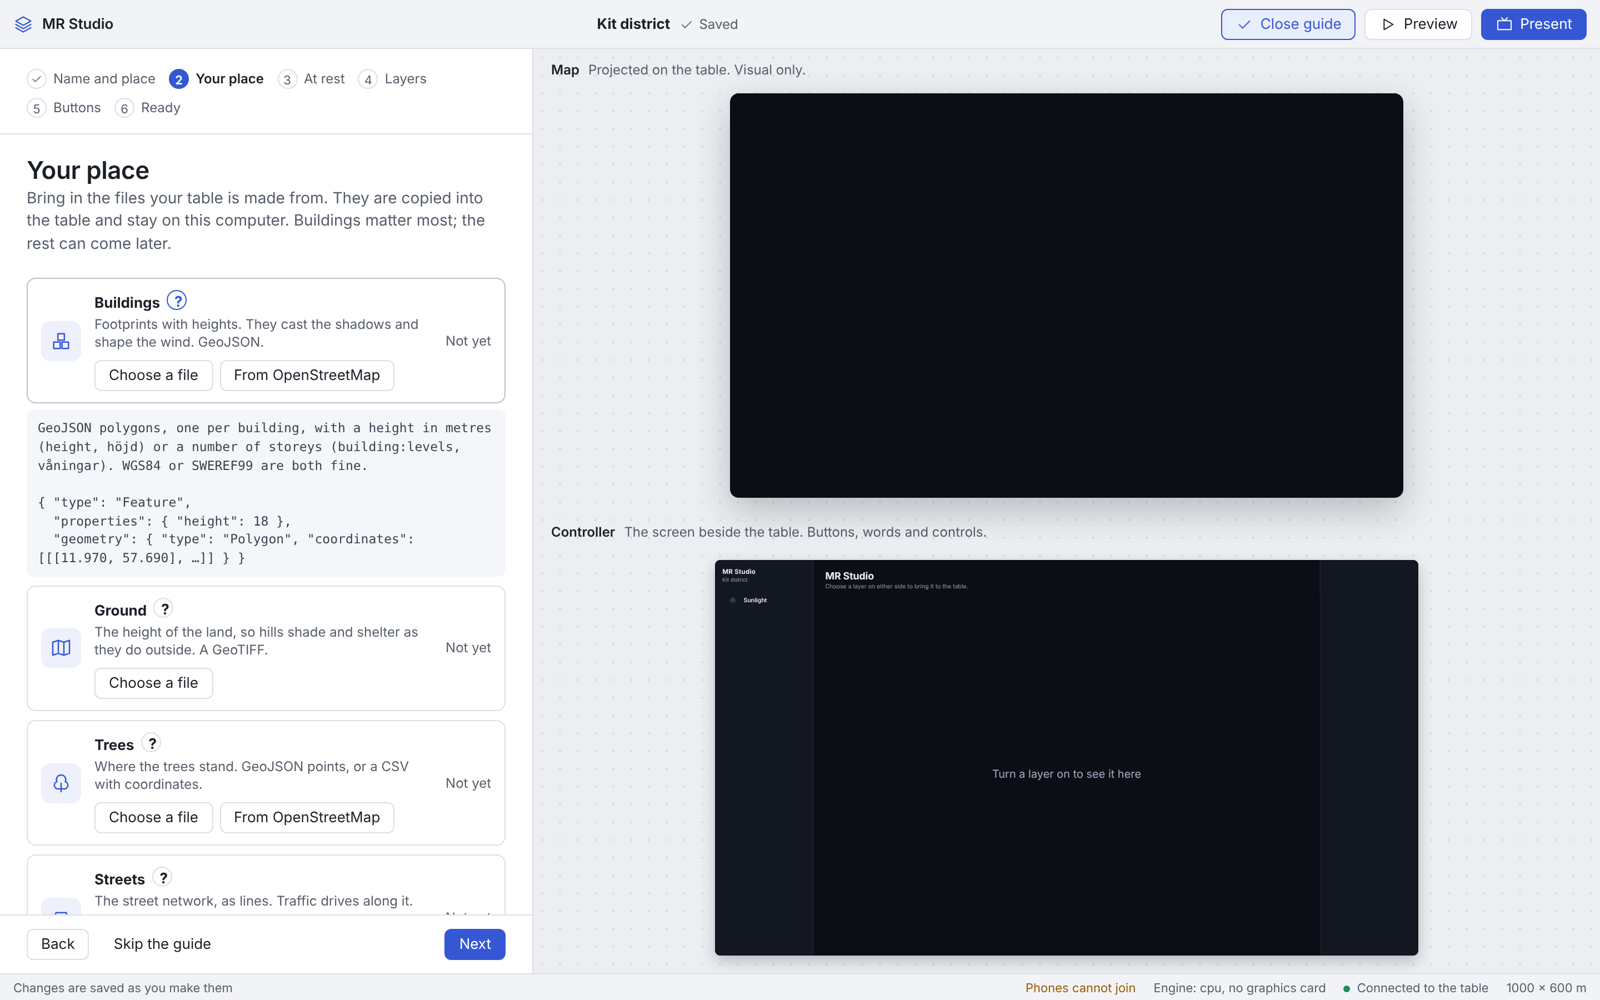 MR Studio
Kit district
Saved
Close guide
Preview
Present
Name and place
2 Your place
3 At rest
4 Layers
5 Buttons
6 Ready
Your place
Bring in the files your table is made from. They are copied into
the table and stay on this computer. Buildings matter most; the
rest can come later.
Buildings ?
Footprints with heights. They cast the shadows and
shape the wind. GeoJSON.
Not yet
Choose a file
From OpenStreetMap
GeoJSON polygons, one per building, with a height in metres
(height, höjd) or a number of storeys (building:levels,
våningar). WGS84 or SWEREF99 are both fine.
{ "type": "Feature",
"properties": { "height": 18 },
"geometry": { "type": "Polygon", "coordinates":
[[[11.970, 57.690], …]] } }
Ground ?
The height of the land, so hills shade and shelter as
they do outside. A GeoTIFF.
Not yet
Choose a file
Trees ?
Where the trees stand. GeoJSON points, or a CSV
with coordinates.
Not yet
Choose a file
From OpenStreetMap
Streets ?
The street network, as lines. Traffic drives along it.
Back
Skip the guide
Next
Map Projected on the table. Visual only.
Controller The screen beside the table. Buttons, words and controls.
MR Studio
Kit district
Sunlight
MR Studio
Choose a layer on either side to bring it to the table.
Turn a layer on to see it here
Changes are saved as you make them
Phones cannot join
Engine: cpu, no graphics card
Connected to the table
1000 × 600 m